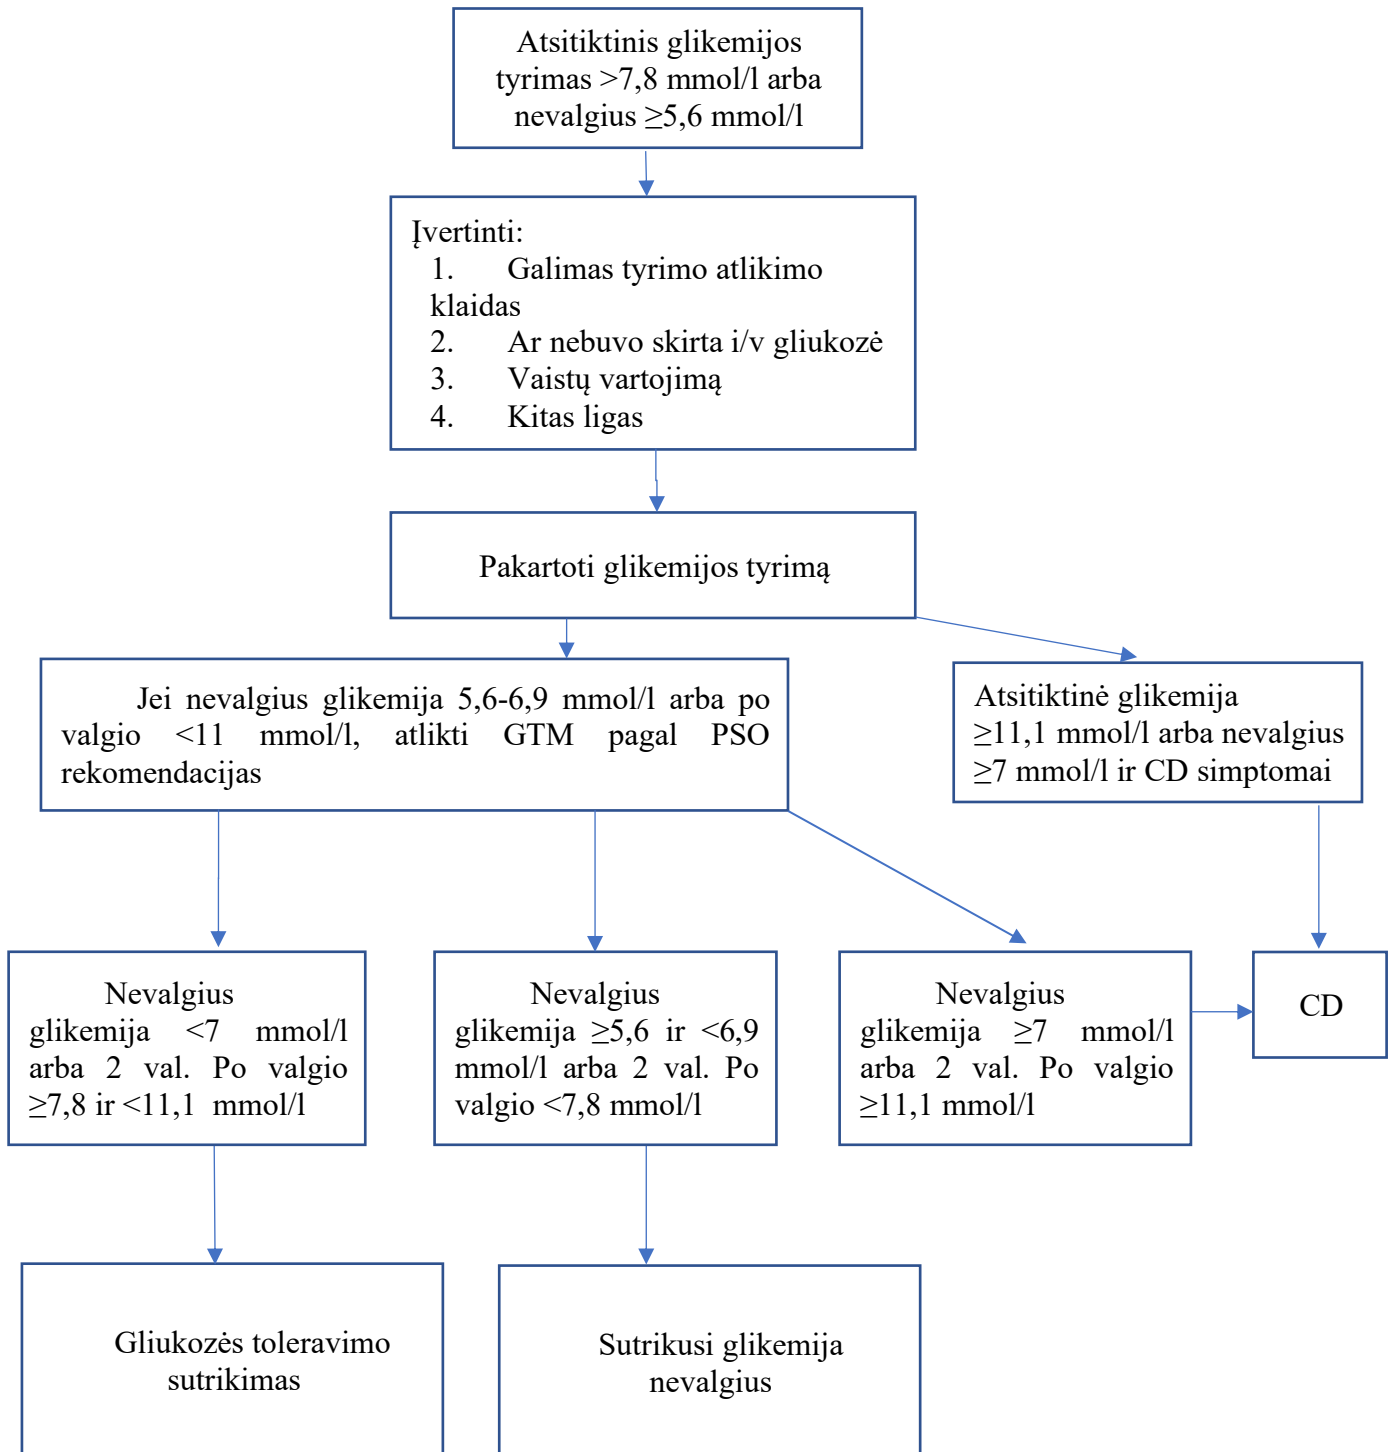 Atsitiktinis glikemijos
tyrimas >7,8 mmol/l arba
nevalgius ≥5,6 mmol/l
Įvertinti:
1. Galimas tyrimo atlikimo
klaidas
2. Ar nebuvo skirta i/v gliukozė
3. Vaistų vartojimą
4. Kitas ligas
Pakartoti glikemijos tyrimą
Jei nevalgius glikemija 5,6-6,9 mmol/l arba po
valgio <11 mmol/l, atlikti GTM pagal PSO
rekomendacijas
Atsitiktinė glikemija
≥11,1 mmol/l arba nevalgius
≥7 mmol/l ir CD simptomai
Nevalgius
glikemija <7 mmol/l
arba 2 val. Po valgio
≥7,8 ir <11,1 mmol/l
Nevalgius
glikemija ≥5,6 ir <6,9
mmol/l arba 2 val. Po
valgio <7,8 mmol/l
Nevalgius
glikemija ≥7 mmol/l
arba 2 val. Po valgio
≥11,1 mmol/l
CD
Gliukozės toleravimo
sutrikimas
Sutrikusi glikemija
nevalgius